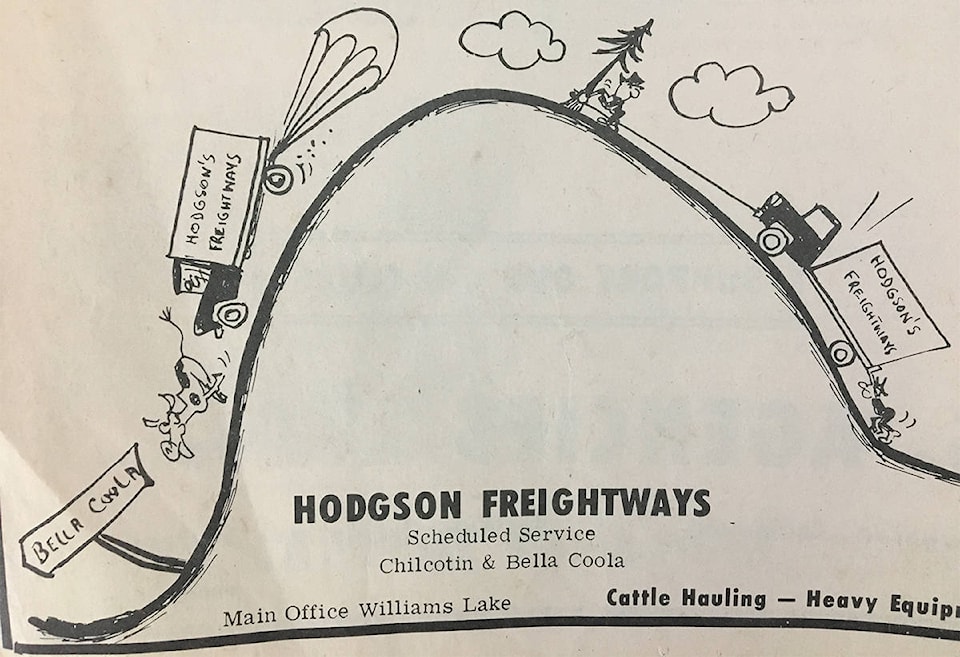 HODGSON'S
FREIGHTWAYS
HODGSON'S
FREIGHTWAYS
BELLA COOLA
HODGSON FREIGHTWAYS
Scheduled Service
Chilcotin & Bella Coola
Main Office Williams Lake
Cattle Hauling — Heavy